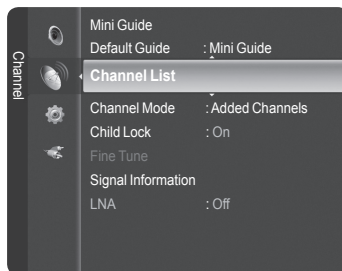 Channel
Mini Guide
Default Guide : Mini Guide
Channel List
Channel Mode : Added Channels
Child Lock : On
Fine Tune
Signal Information
LNA : Off